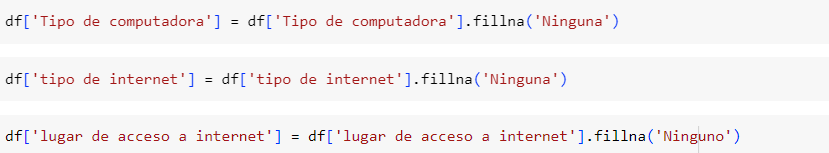 df['Tipo de computadora'] = df['Tipo de computadora'].fillna('Ninguna')
df['tipo de internet'] = df['tipo de internet'].fillna('Ninguna')
df['lugar de acceso a internet'] = df['lugar de acceso a internet'].fillna('Ninguno')